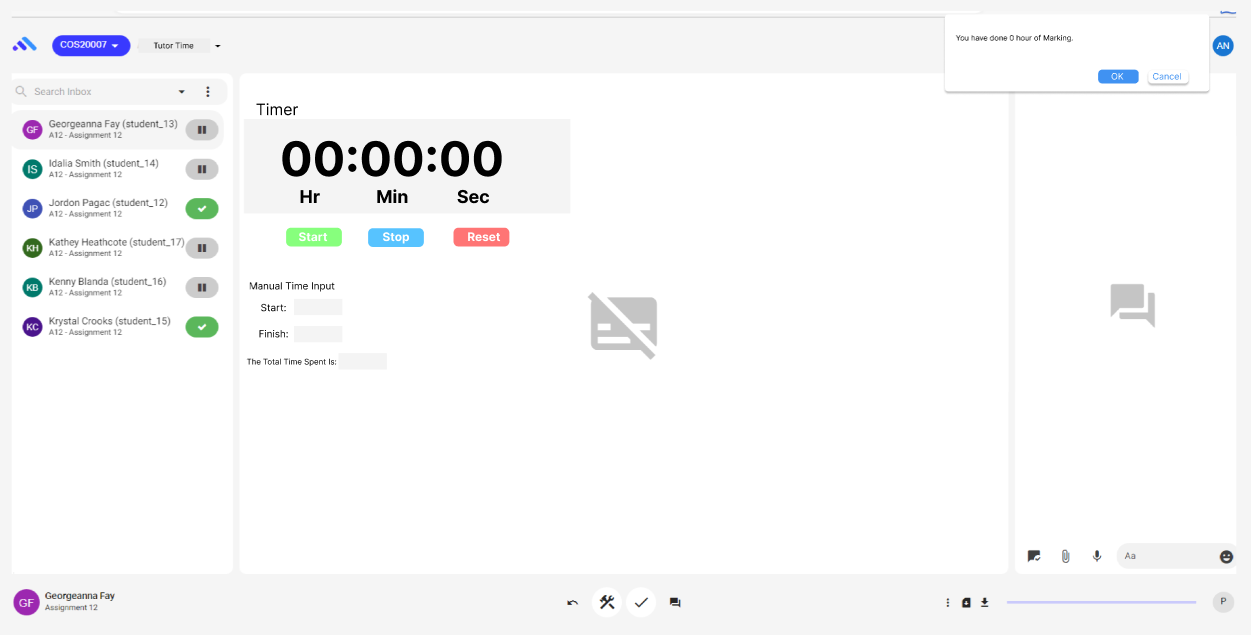 COS20007
Tutor Time
You have done 0 hour of Marking.
OK
Cancel
AN
Search Inbox
GF
Georgeanna Fay (student_13)
A12 - Assignment 12
IS
Idalia Smith (student_14)
A12 - Assignment 12
JP
Jordon Pagac (student_12)
A12 - Assignment 12
KH
Kathey Heathcote (student_17)
A12 - Assignment 12
KB
Kenny Blanda (student_16)
A12 - Assignment 12
KC
Krystal Crooks (student_15)
A12 - Assignment 12
Timer
00:00:00
Hr Min Sec
Start Stop Reset
Manual Time Input
Start:
Finish:
The Total Time Spent Is:
Aa
GF
Georgeanna Fay
Assignment 12
P